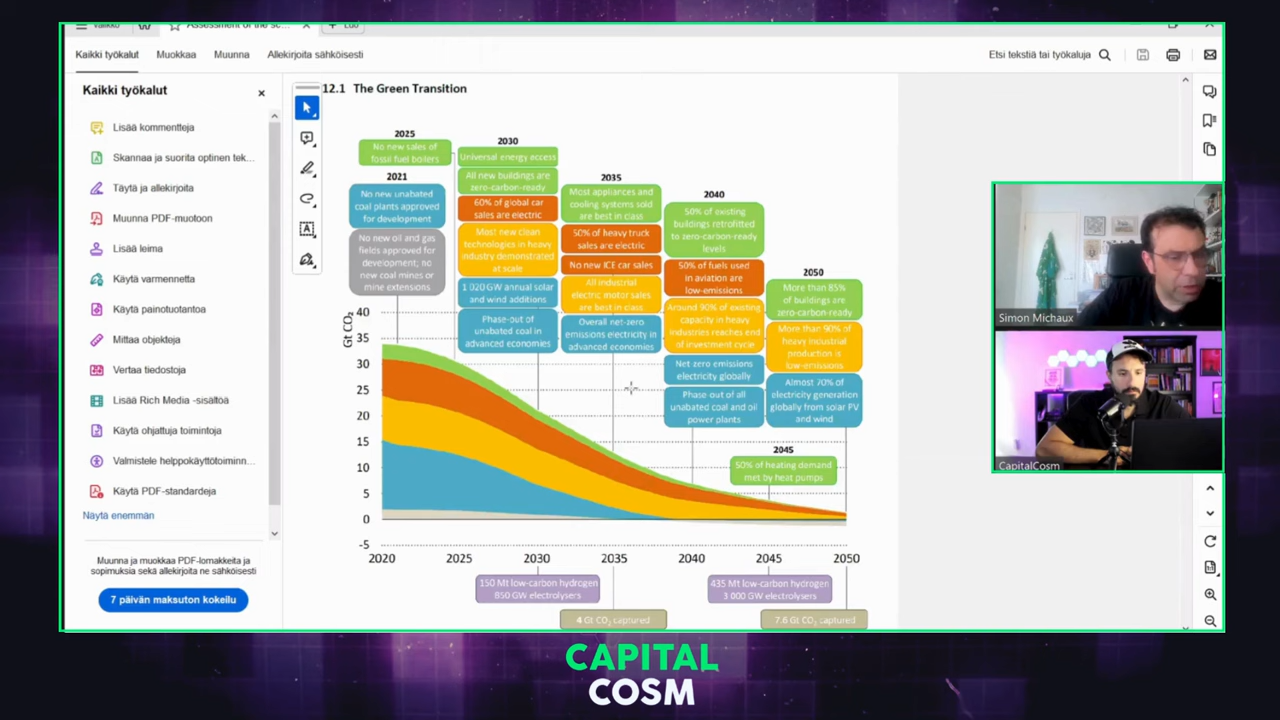 Valikko
Assessment of the sc...
Luo
Kaikki työkalut
Muokkaa
Muunna
Allekirjoita sähköisesti
Etsi tekstiä tai työkaluja
Kaikki työkalut
Lisää kommentteja
Skannaa ja suorita optinen tek...
Täytä ja allekirjoita
Muunna PDF-muotoon
Lisää leima
Käytä varmennetta
Käytä painotuotantoa
Mittaa objekteja
Vertaa tiedostoja
Lisää Rich Media -sisältöä
Käytä ohjattuja toimintoja
Valmistele helppokäyttötoiminn...
Käytä PDF-standardeja
Näytä enemmän
Muunna ja muokkaa PDF-lomakkeita ja
sopimuksia sekä allekirjoita ne sähköisesti
7 päivän maksuton kokeilu
12.1 The Green Transition
2025
No new sales of
fossil fuel boilers
2021
No new unabated
coal plants approved
for development
No new oil and gas
fields approved for
development; no
new coal mines or
mine extensions
2030
Universal energy access
All new buildings are
zero-carbon-ready
60% of global car
sales are electric
Most new clean
technologies in heavy
industry demonstrated
at scale
1 020 GW annual solar
and wind additions
Phase-out of
unabated coal in
advanced economies
2035
Most appliances and
cooling systems sold
are best in class
50% of heavy truck
sales are electric
No new ICE car sales
All industrial
electric motor sales
are best in class
Overall net-zero
emissions electricity in
advanced economies
2040
50% of existing
buildings retrofitted
to zero-carbon-ready
levels
50% of fuels used
in aviation are
low-emissions
Around 90% of existing
capacity in heavy
industries reaches end
of investment cycle
Net zero emissions
electricity globally
Phase-out of all
unabated coal and oil
power plants
2050
More than 85%
of buildings are
zero-carbon-ready
More than 90% of
heavy industrial
production is
low-emissions
Almost 70% of
electricity generation
globally from solar PV
and wind
2045
50% of heating demand
met by heat pumps
Gt CO₂
40
35
30
25
20
15
10
5
0
-5
2020
2025
2030
2035
2040
2045
2050
150 Mt low-carbon hydrogen
850 GW electrolysers
435 Mt low-carbon hydrogen
3 000 GW electrolysers
4 Gt CO₂ captured
7.6 Gt CO₂ captured
Simon Michaux
CapitalCosm
CAPITAL
COSM